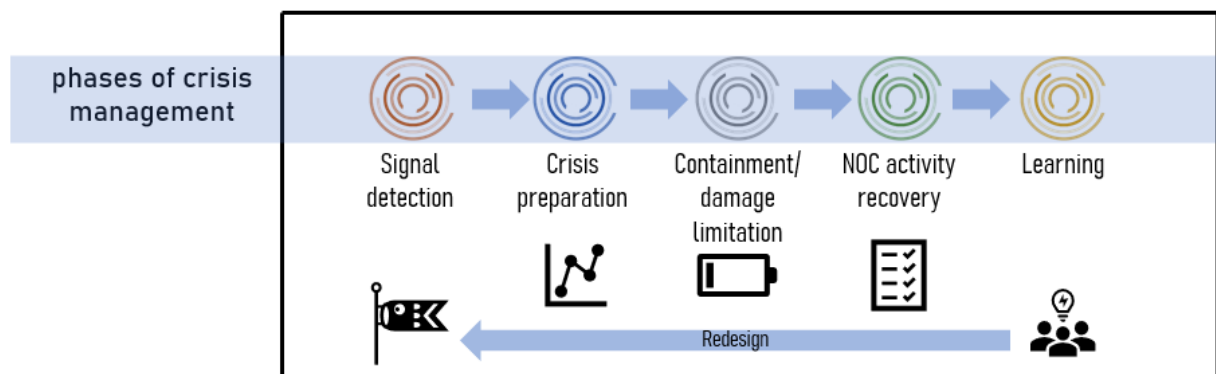 phases of crisis
management
Signal
detection
Crisis
preparation
Containment/
damage
limitation
NOC activity
recovery
Learning
Redesign